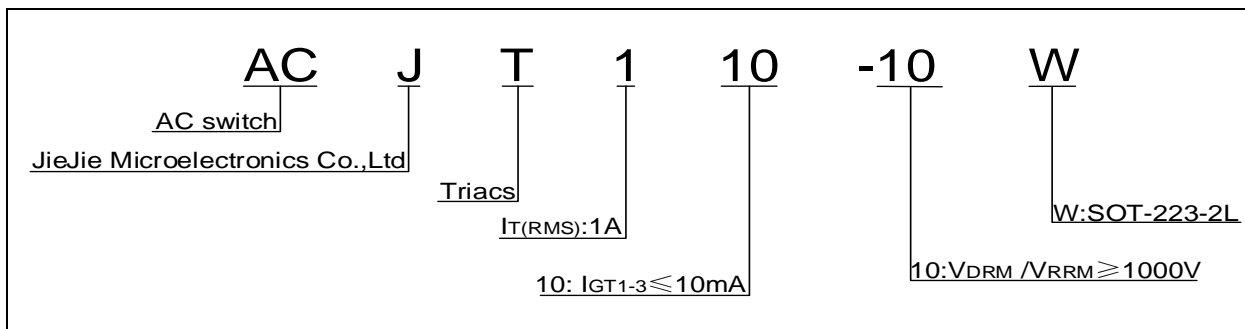 AC J T 1 10 -10 W
AC switch
JieJie Microelectronics Co.,Ltd
Triacs
IT(RMS):1A
W:SOT-223-2L
10: IGT1-3≤10mA
10:VDRM /VRRM≥1000V